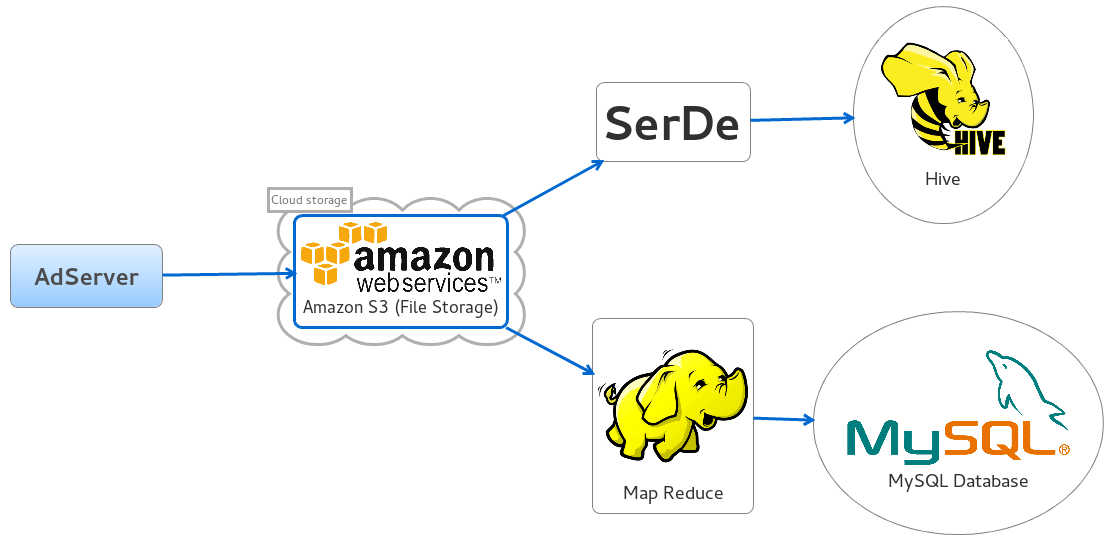 AdServer
Cloud storage
amazon
webservices™
Amazon S3 (File Storage)
SerDe
HIVE
Hive
Map Reduce
MySQL®
MySQL Database